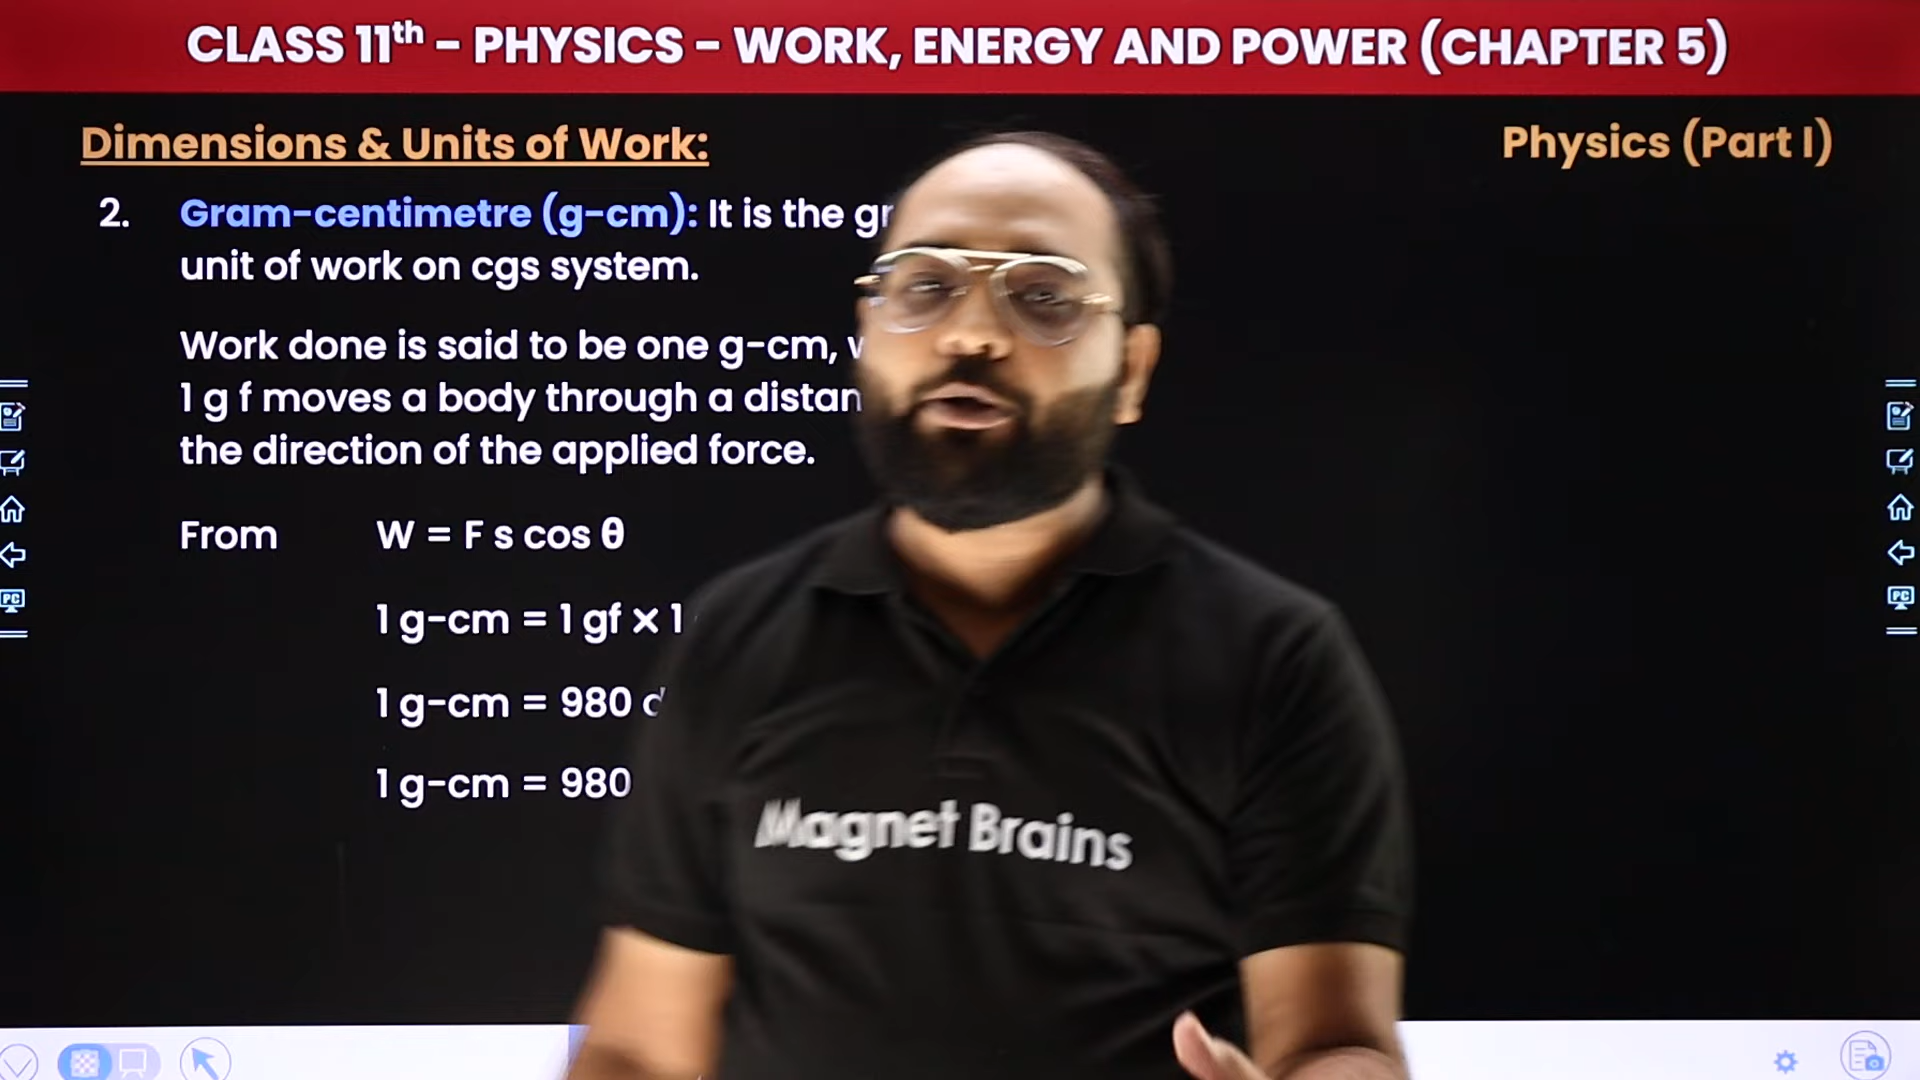 CLASS 11th - PHYSICS - WORK, ENERGY AND POWER (CHAPTER 5)
Dimensions & Units of Work:
Physics (Part I)
2. Gram-centimetre (g-cm): It is the
unit of work on cgs system.
Work done is said to be one g-cm,
1 g f moves a body through a
the direction of the applied force.
From W = F s cos θ
1 g-cm = 1 gf × 1
1 g-cm = 980
1 g-cm = 980
Magnet Brains
PC
PC